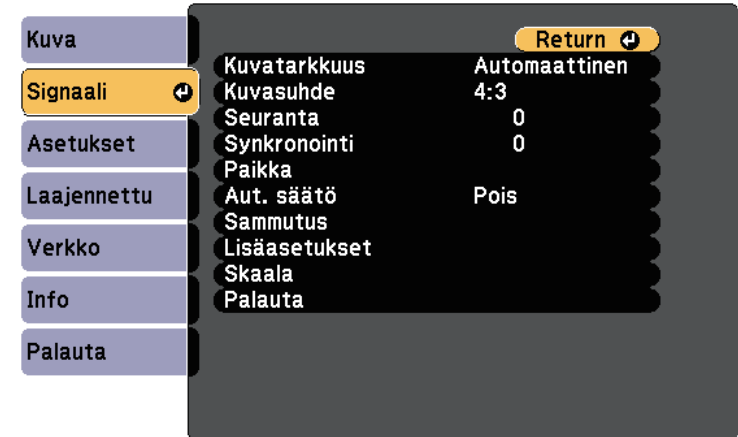 Kuva
Signaali
Asetukset
Laajennettu
Verkko
Info
Palauta
Return
Kuvatarkkuus Automaattinen
Kuvasuhde 4:3
Seuranta 0
Synkronointi 0
Paikka
Aut. säätö Pois
Sammutus
Lisäasetukset
Skaala
Palauta